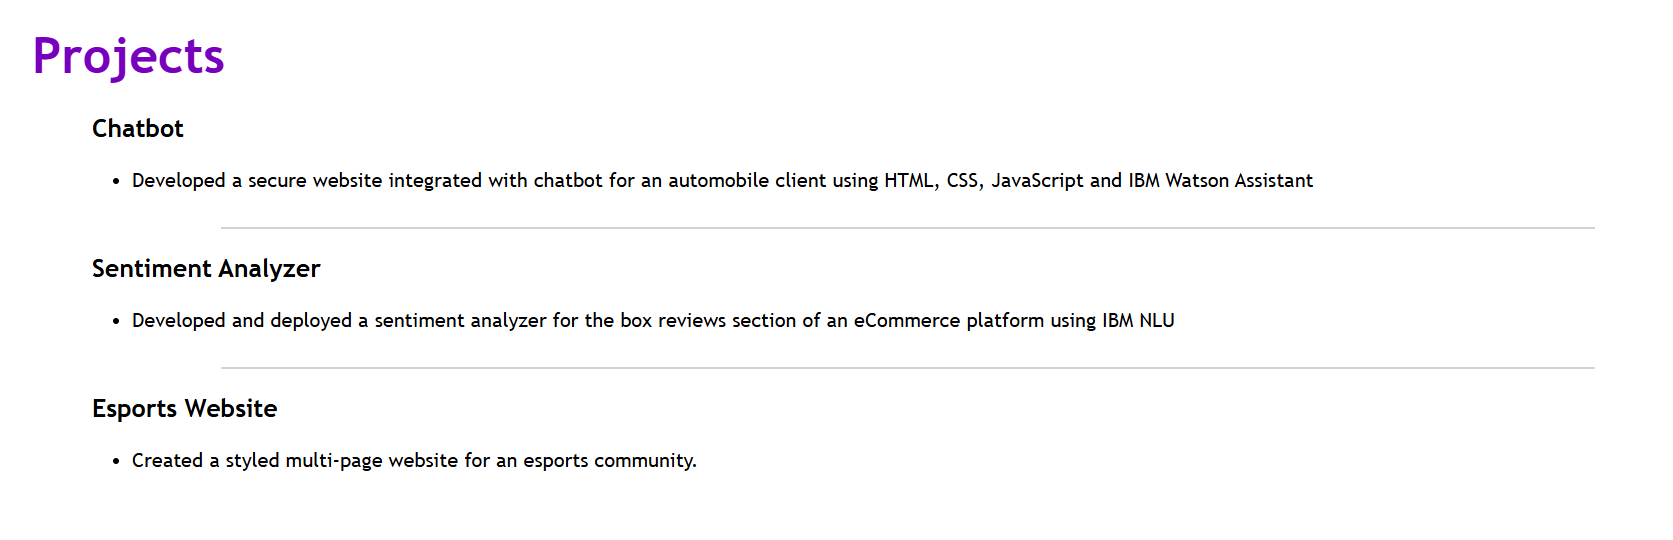 Projects
Chatbot
• Developed a secure website integrated with chatbot for an automobile client using HTML, CSS, JavaScript and IBM Watson Assistant
Sentiment Analyzer
• Developed and deployed a sentiment analyzer for the box reviews section of an eCommerce platform using IBM NLU
Esports Website
• Created a styled multi-page website for an esports community.